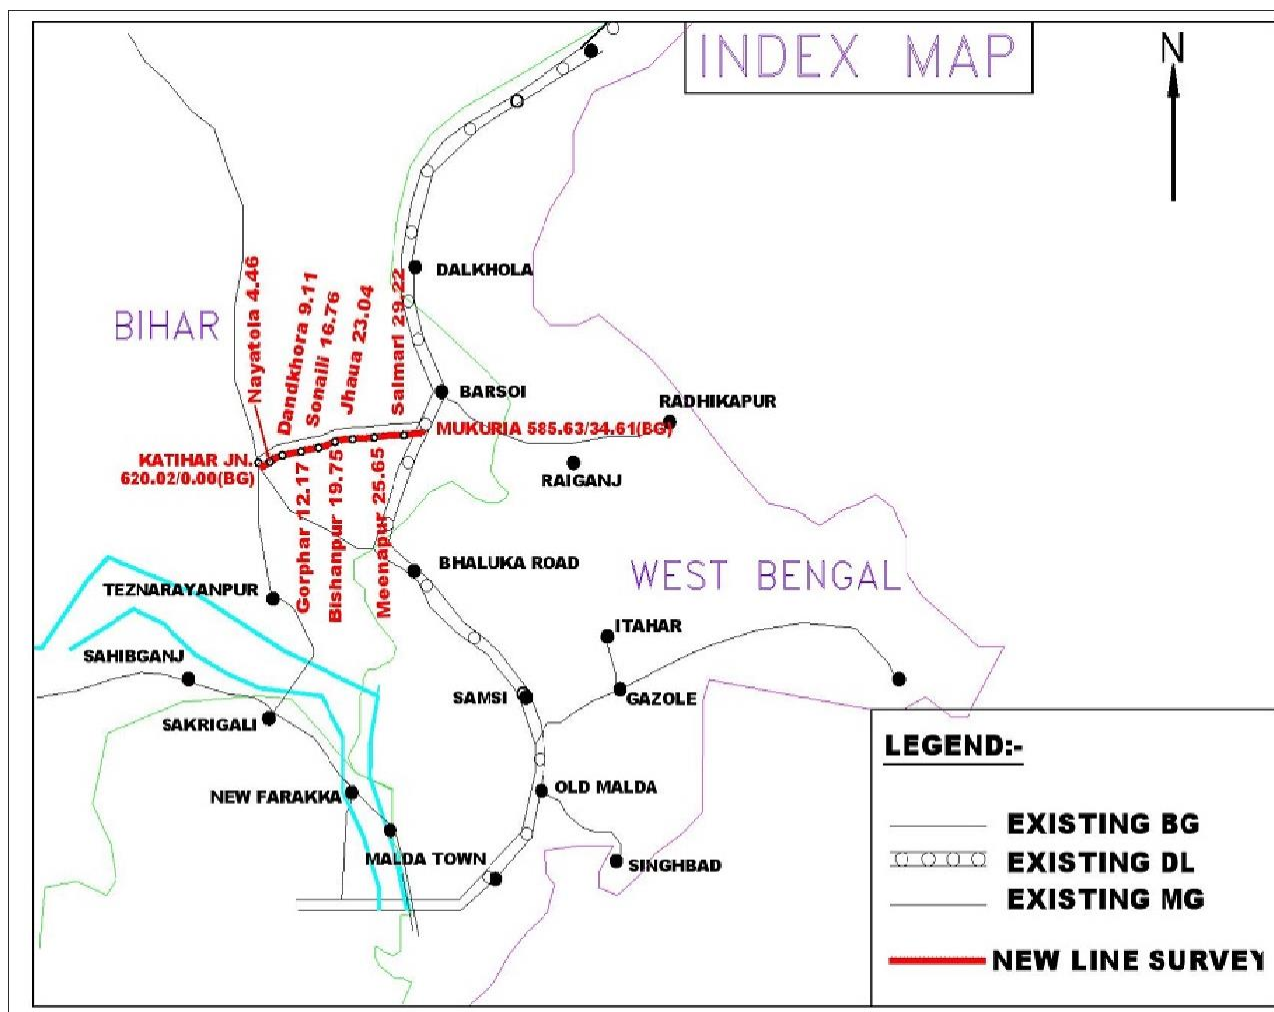 INDEX MAP
N
DALKHOLA
BIHAR
Nayatola 4.46
Dandkhora 9.11
Sonaili 16.76
Jhaua 23.04
Salmari 29.22
BARSOI
RADHIKAPUR
MUKURIA 585.63/34.61(BG)
KATIHAR JN.
620.02/0.00(BG)
RAIGANJ
Gorphar 12.17
Bishanpur 19.75
Meenapur 25.65
BHALUKA ROAD
WEST BENGAL
TEZNARAYANPUR
ITAHAR
SAHIBGANJ
SAMSI
GAZOLE
SAKRIGALI
OLD MALDA
NEW FARAKKA
MALDA TOWN
SINGHBAD
LEGEND:-
EXISTING BG
EXISTING DL
EXISTING MG
NEW LINE SURVEY